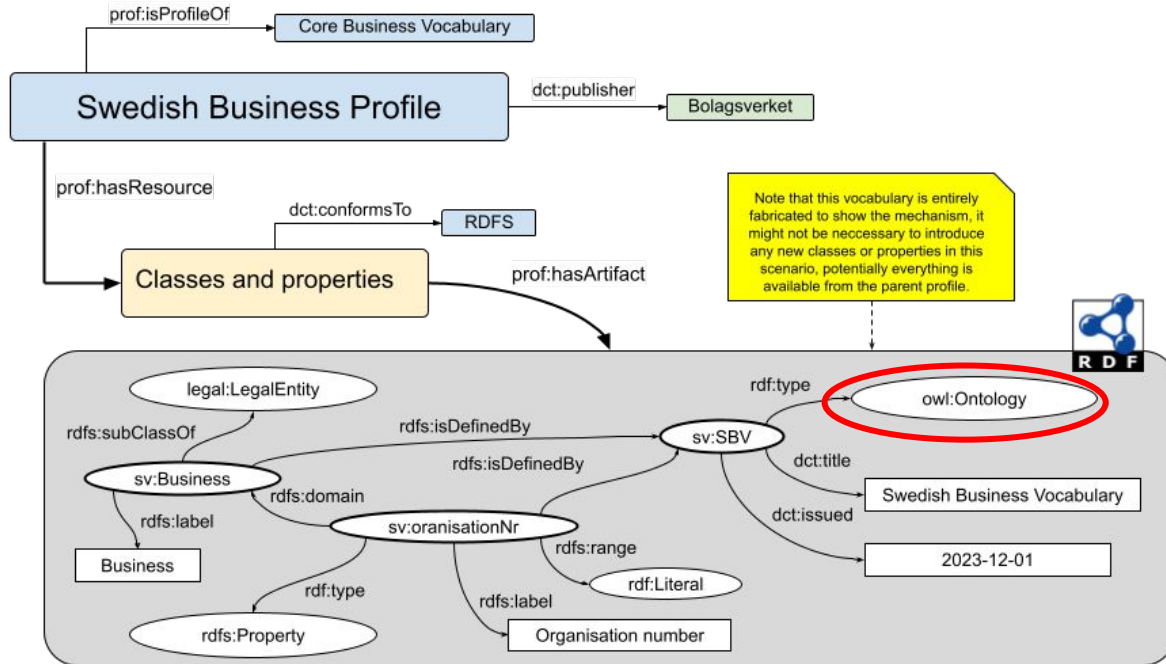 prof:isProfileOf
Core Business Vocabulary
Swedish Business Profile
dct:publisher
Bolagsverket
prof:hasResource
dct:conformsTo
RDFS
Classes and properties
prof:hasArtifact
Note that this vocabulary is entirely
fabricated to show the mechanism, it
might not be neccessary to introduce
any new classes or properties in this
scenario, potentially everything is
available from the parent profile.
RDF
legal:LegalEntity
rdf:type
owl:Ontology
rdfs:subClassOf
rdfs:isDefinedBy
sv:SBV
rdfs:isDefinedBy
dct:title
sv:Business
rdfs:domain
Swedish Business Vocabulary
rdfs:label
sv:oranisationNr
dct:issued
rdfs:range
Business
2023-12-01
rdf:type
rdfs:label
rdf:Literal
rdfs:Property
Organisation number